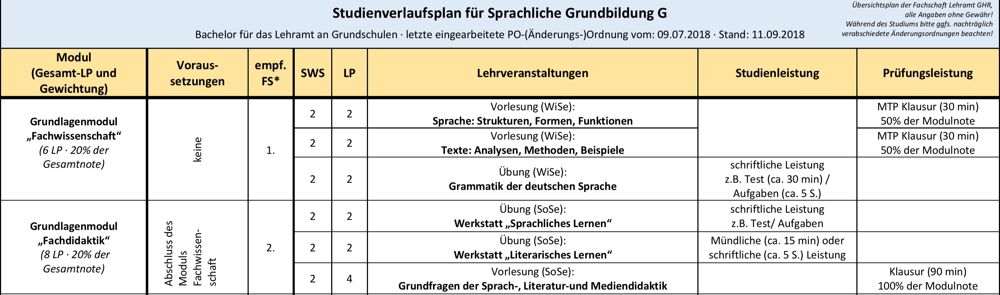 Studienverlaufsplan für Sprachliche Grundbildung G
Bachelor für das Lehramt an Grundschulen · letzte eingearbeitete PO-(Änderungs-)Ordnung vom: 09.07.2018 · Stand: 11.09.2018
Übersichtsplan der Fachschaft Lehramt GHR,
alle Angaben ohne Gewähr!
Während des Studiums bitte ggfs. nachträglich
verabschiedete Änderungsordnungen beachten!
Modul
(Gesamt-LP und
Gewichtung)
Voraus-
setzungen
empf.
FS*
SWS
LP
Lehrveranstaltungen
Studienleistung
Prüfungsleistung
Grundlagenmodul
„Fachwissenschaft“
(6 LP · 20% der
Gesamtnote)
keine
1.
2
2
Vorlesung (WiSe):
Sprache: Strukturen, Formen, Funktionen
MTP Klausur (30 min)
50% der Modulnote
2
2
Vorlesung (WiSe):
Texte: Analysen, Methoden, Beispiele
MTP Klausur (30 min)
50% der Modulnote
2
2
Übung (WiSe):
Grammatik der deutschen Sprache
schriftliche Leistung
z.B. Test (ca. 30 min) /
Aufgaben (ca. 5 S.)
Grundlagenmodul
„Fachdidaktik“
(8 LP · 20% der
Gesamtnote)
Abschluss des
Moduls
Fachwissen-
schaft
2.
2
2
Übung (SoSe):
Werkstatt „Sprachliches Lernen“
schriftliche Leistung
z.B. Test/ Aufgaben
2
2
Übung (SoSe):
Werkstatt „Literarisches Lernen“
Mündliche (ca. 15 min) oder
schriftliche (ca. 5 S.) Leistung
2
4
Vorlesung (SoSe):
Grundfragen der Sprach-, Literatur-und Mediendidaktik
Klausur (90 min)
100% der Modulnote